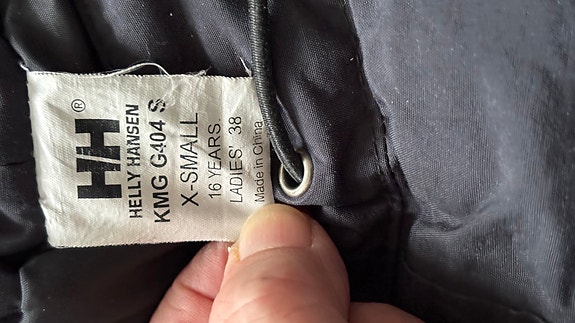 HH®
HELLY HANSEN
KMG G404 S
X-SMALL
16 YEARS.
LADIES' 38
Made in China